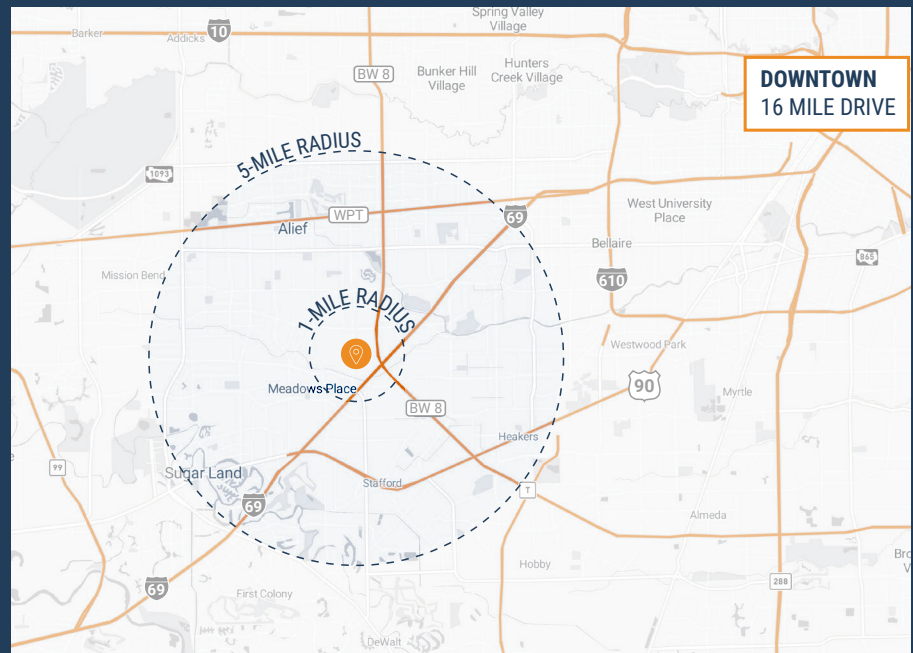 Spring Valley
Village
Barker
Addicks
10
BW 8
Bunker Hill
Village
Hunters
Creek Village
DOWNTOWN
16 MILE DRIVE
5-MILE RADIUS
1093
WPT
69
West University
Place
Alief
Bellaire
865
Mission Bend
610
1-MILE RADIUS
Westwood Park
90
Meadows Place
Myrtle
BW 8
Heakers
99
Sugar Land
Stafford
T
69
Almeda
Hobby
69
First Colony
288
DeWalt